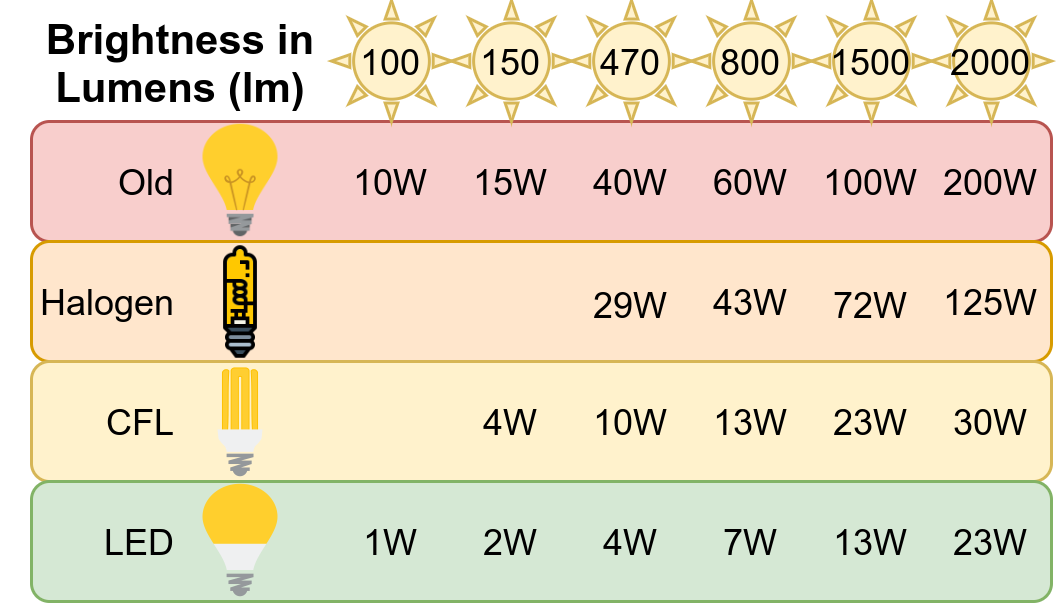 Brightness in
Lumens (lm)
100 150 470 800 1500 2000
Old 10W 15W 40W 60W 100W 200W
Halogen 29W 43W 72W 125W
CFL 4W 10W 13W 23W 30W
LED 1W 2W 4W 7W 13W 23W